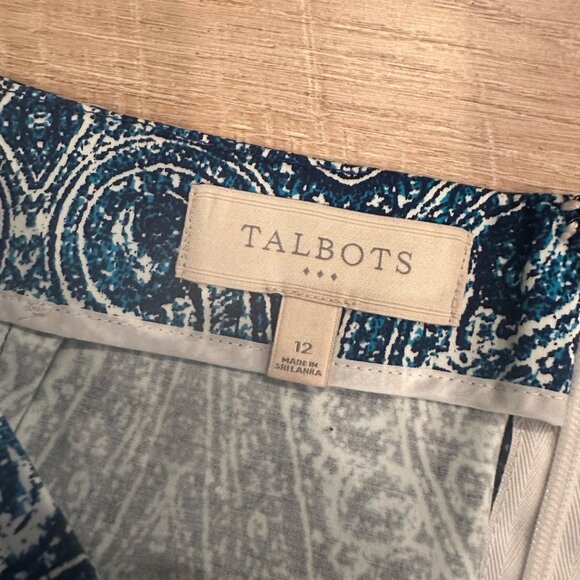 TALBOTS
12
MADE IN
SRI LANKA